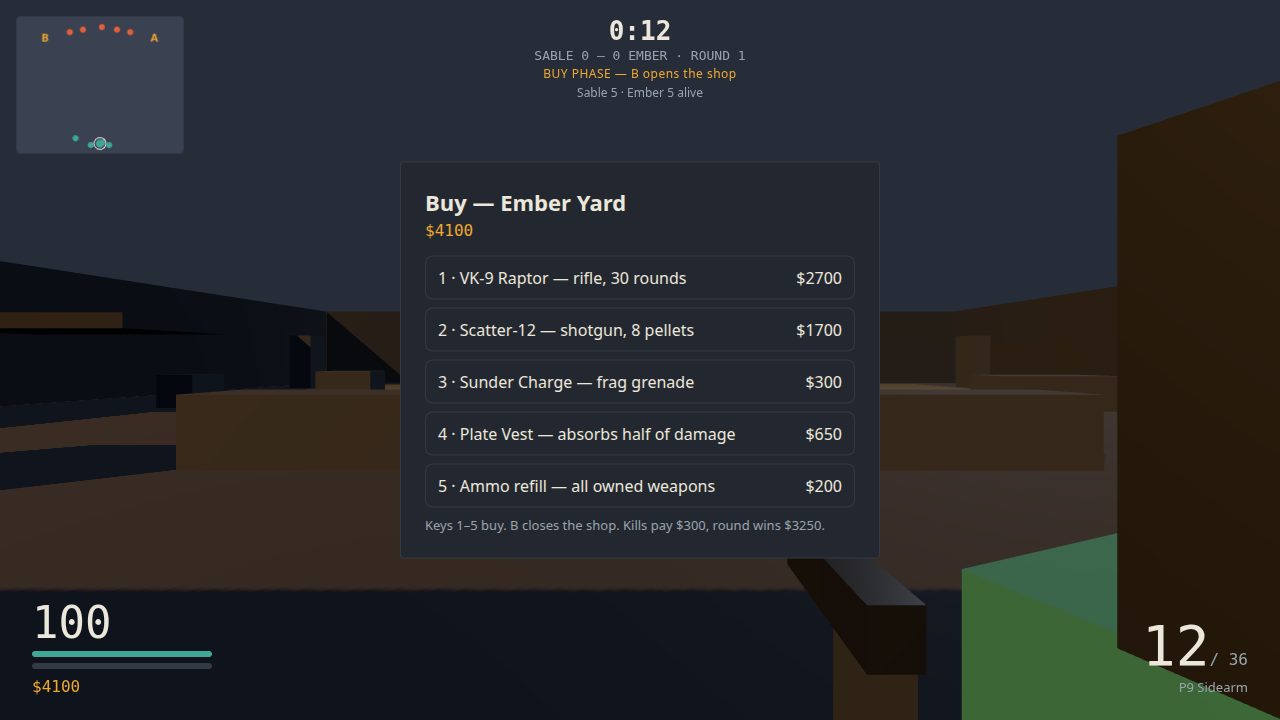 B
A
0:12
SABLE 0 — 0 EMBER · ROUND 1
BUY PHASE — B opens the shop
Sable 5 · Ember 5 alive
Buy — Ember Yard
$4100
1 · VK-9 Raptor — rifle, 30 rounds $2700
2 · Scatter-12 — shotgun, 8 pellets $1700
3 · Sunder Charge — frag grenade $300
4 · Plate Vest — absorbs half of damage $650
5 · Ammo refill — all owned weapons $200
Keys 1–5 buy. B closes the shop. Kills pay $300, round wins $3250.
100
$4100
12 / 36
P9 Sidearm